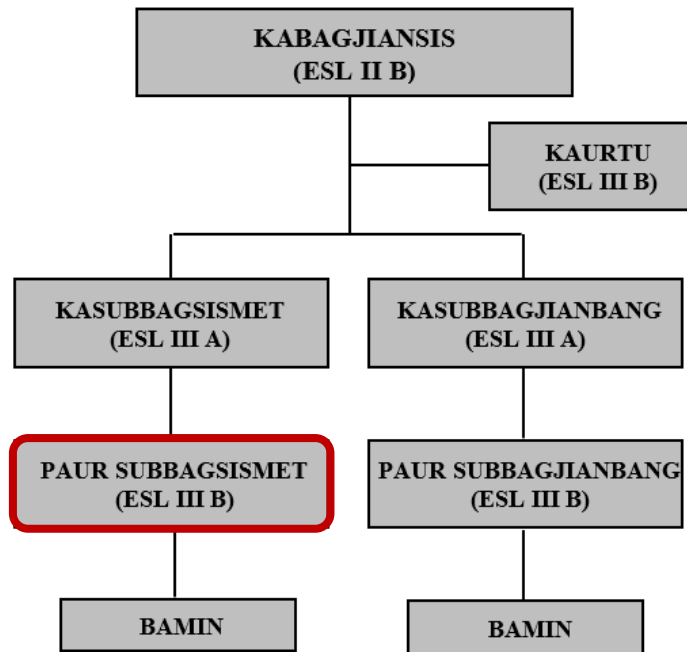 KABAGJIANSIS
(ESL II B)
KAURTU
(ESL III B)
KASUBBAGSISMET
(ESL III A)
KASUBBAGJIANBANG
(ESL III A)
PAUR SUBBAGSISMET
(ESL III B)
PAUR SUBBAGJIANBANG
(ESL III B)
BAMIN
BAMIN